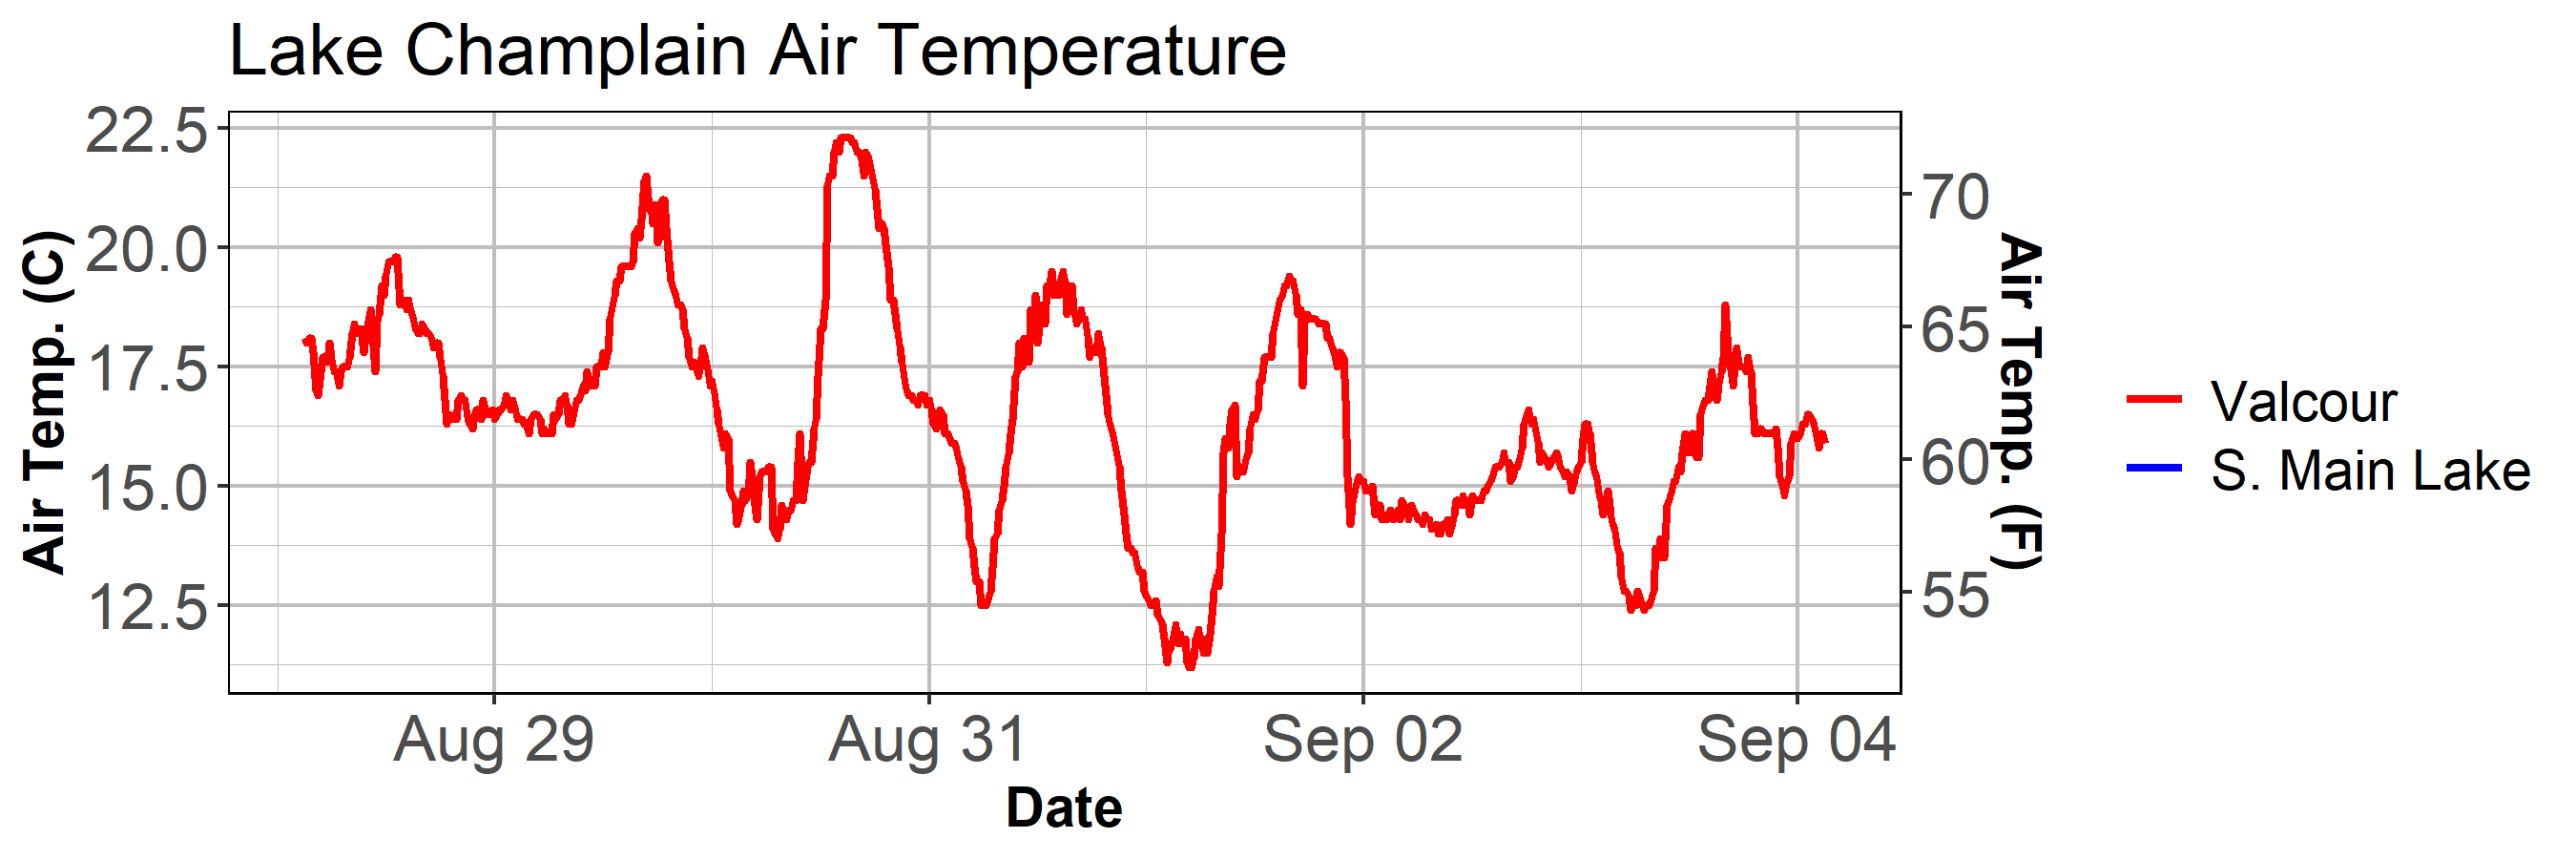 Lake Champlain Air Temperature
Air Temp. (C)
22.5
20.0
17.5
15.0
12.5
70
65
60
55
Air Temp. (F)
Aug 29
Aug 31
Sep 02
Sep 04
Date
Valcour
S. Main Lake